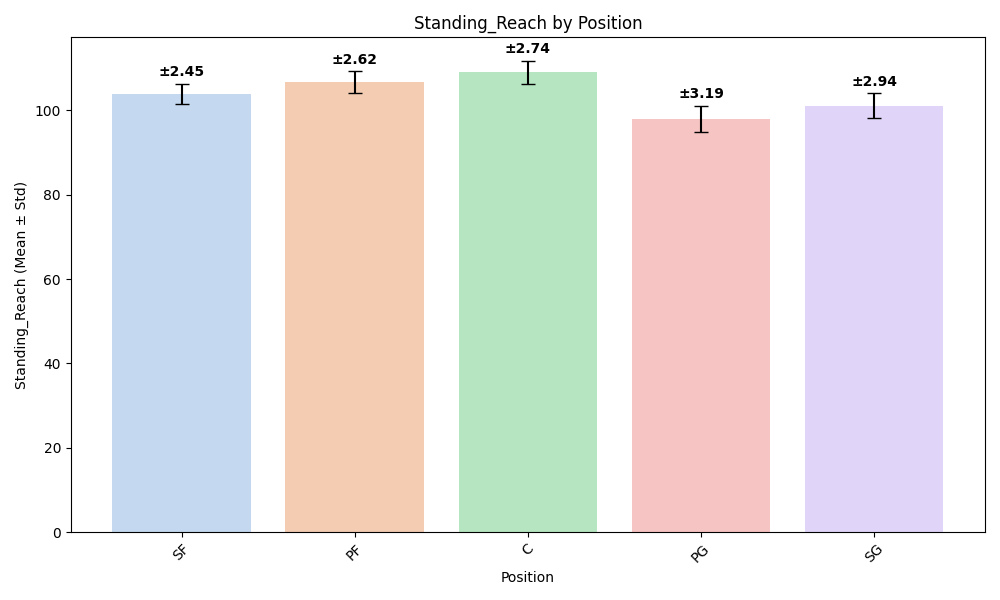 Standing_Reach by Position
Standing_Reach (Mean ± Std)
100
80
60
40
20
0
±2.45
±2.62
±2.74
±3.19
±2.94
SF
PF
C
PG
SG
Position